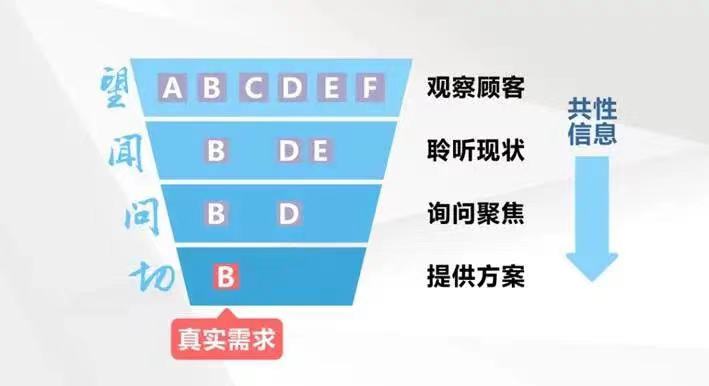 望 A B C D E F 观察顾客
共性
信息
闻 B D E 聆听现状
问 B D 询问聚焦
切 B 提供方案
真实需求